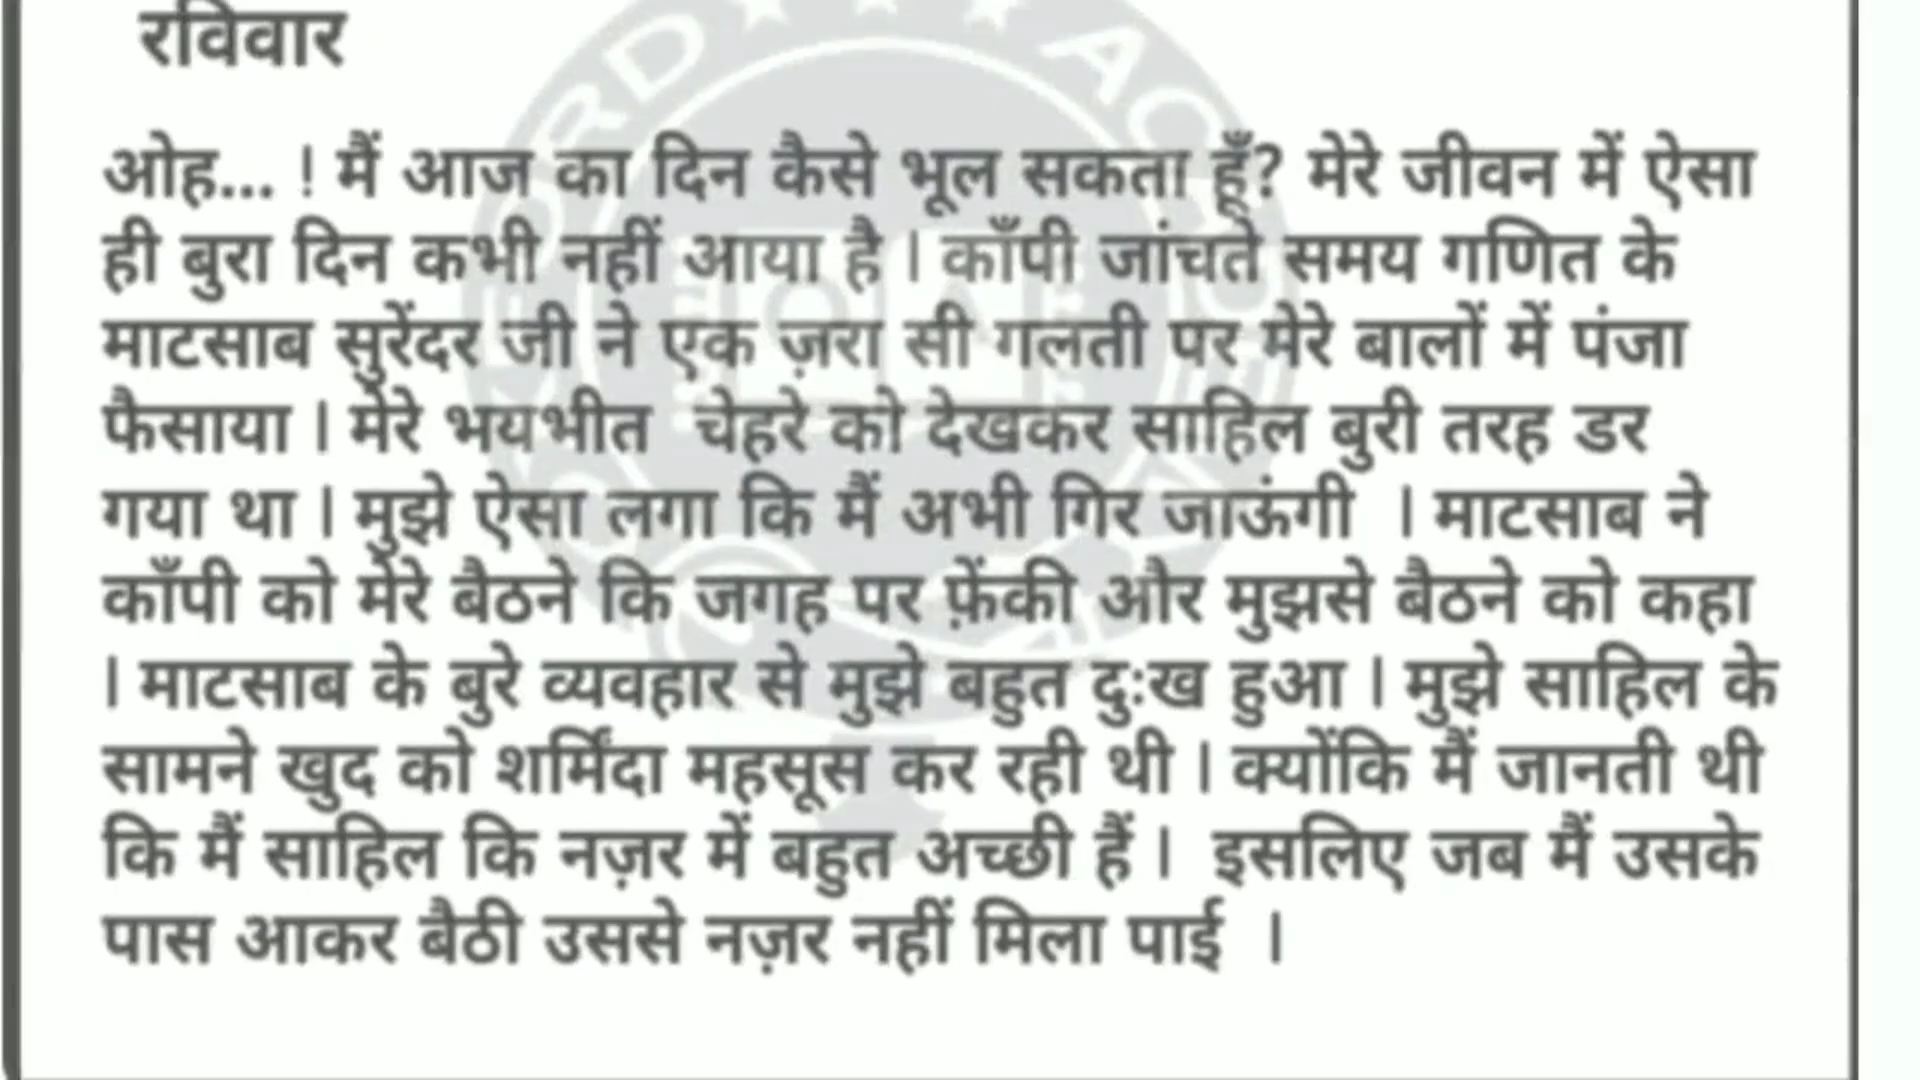 रविवार
ओह... ! मैं आज का दिन कैसे भूल सकता हूँ? मेरे जीवन में ऐसा
ही बुरा दिन कभी नहीं आया है । काँपी जांचते समय गणित के
माटसाब सुरेंदर जी ने एक ज़रा सी गलती पर मेरे बालों में पंजा
फैसाया । मेरे भयभीत चेहरे को देखकर साहिल बुरी तरह डर
गया था । मुझे ऐसा लगा कि मैं अभी गिर जाऊंगी । माटसाब ने
काँपी को मेरे बैठने कि जगह पर फ़ेंकी और मुझसे बैठने को कहा
। माटसाब के बुरे व्यवहार से मुझे बहुत दुःख हुआ । मुझे साहिल के
सामने खुद को शर्मिंदा महसूस कर रही थी । क्योंकि मैं जानती थी
कि मैं साहिल कि नज़र में बहुत अच्छी हैं । इसलिए जब मैं उसके
पास आकर बैठी उससे नज़र नहीं मिला पाई ।